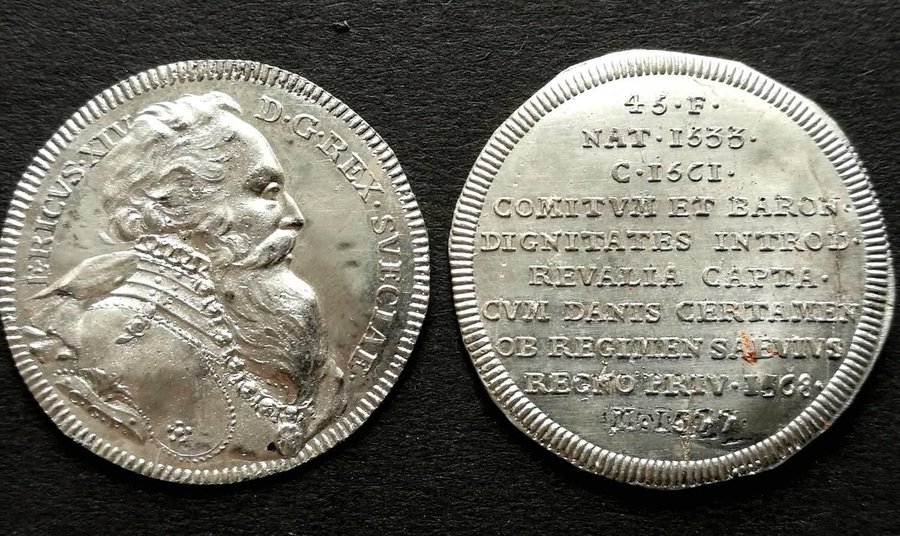 ERICVS·XIV D·G·REX·SVECIAE·
45·F·
NAT·1533·
C·1561·
COMITVM ET BARON·
DIGNITATES INTROD·
REVALIA CAPTA·
CVM DANIS CERTAMEN
OB REGIMEN SAEVIVS
REGNO PRIV·1568·
M·1577·